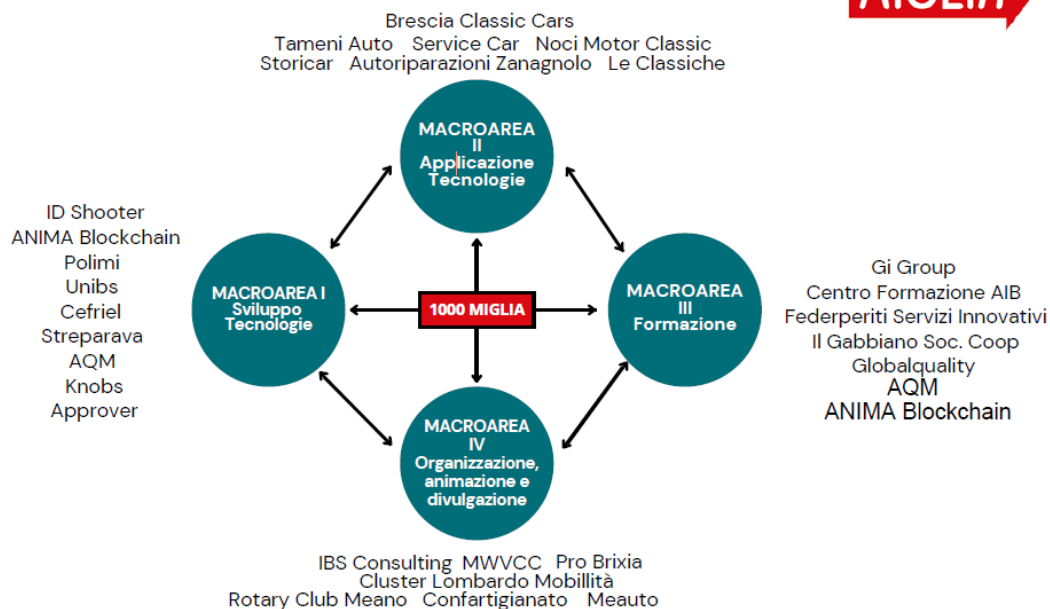 Brescia Classic Cars
Tameni Auto Service Car Noci Motor Classic
Storicar Autoriparazioni Zanagnolo Le Classiche
MACROAREA
II
Applicazione
Tecnologie
ID Shooter
ANIMA Blockchain
Polimi
Unibs
Cefriel
Streparava
AQM
Knobs
Approver
MACROAREA I
Sviluppo
Tecnologie
1000 MIGLIA
MACROAREA
III
Formazione
Gi Group
Centro Formazione AIB
Federperiti Servizi Innovativi
Il Gabbiano Soc. Coop
Globalquality
AQM
ANIMA Blockchain
MACROAREA
IV
Organizzazione,
animazione e
divulgazione
IBS Consulting MWVCC Pro Brixia
Cluster Lombardo Mobillità
Rotary Club Meano Confartigianato Meauto